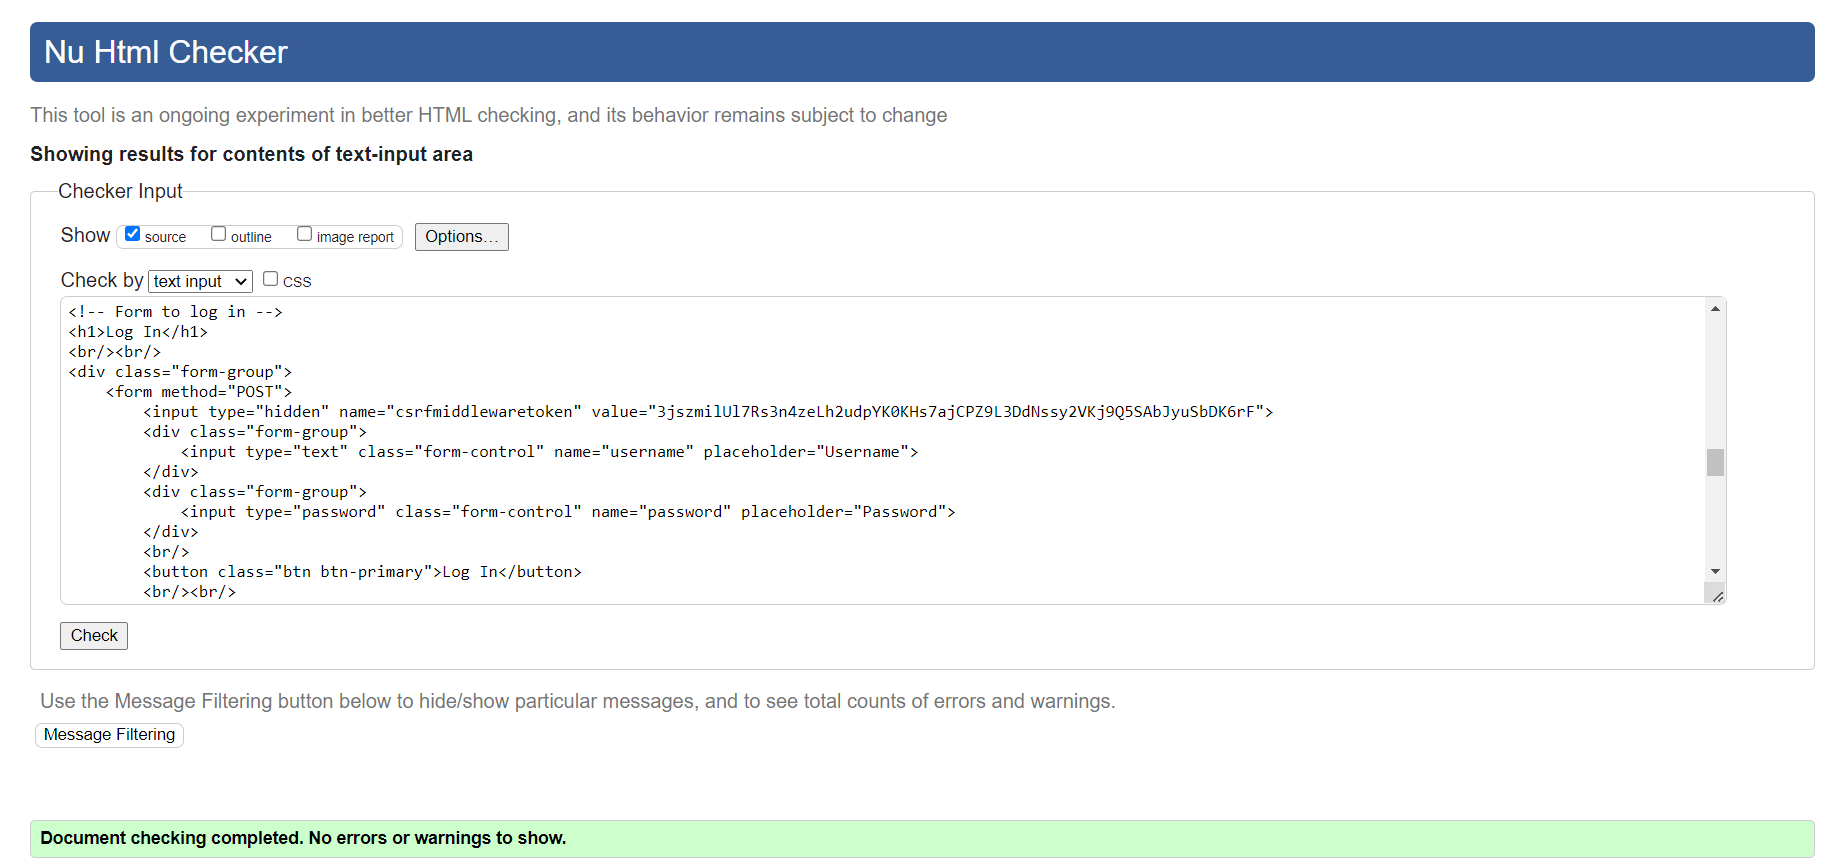 Nu Html Checker
This tool is an ongoing experiment in better HTML checking, and its behavior remains subject to change
Showing results for contents of text-input area
Checker Input
Show source outline image report Options...
Check by text input CSS
<!-- Form to log in -->
<h1>Log In</h1>
<br/><br/>
<div class="form-group">
    <form method="POST">
        <input type="hidden" name="csrfmiddlewaretoken" value="3jszmilUl7Rs3n4zeLh2udpYK0KHs7ajCPZ9L3DdNssy2VKj9Q5SAbJyuSbDK6rF">
        <div class="form-group">
            <input type="text" class="form-control" name="username" placeholder="Username">
        </div>
        <div class="form-group">
            <input type="password" class="form-control" name="password" placeholder="Password">
        </div>
        <br/>
        <button class="btn btn-primary">Log In</button>
        <br/><br/>
Check
Use the Message Filtering button below to hide/show particular messages, and to see total counts of errors and warnings.
Message Filtering
Document checking completed. No errors or warnings to show.